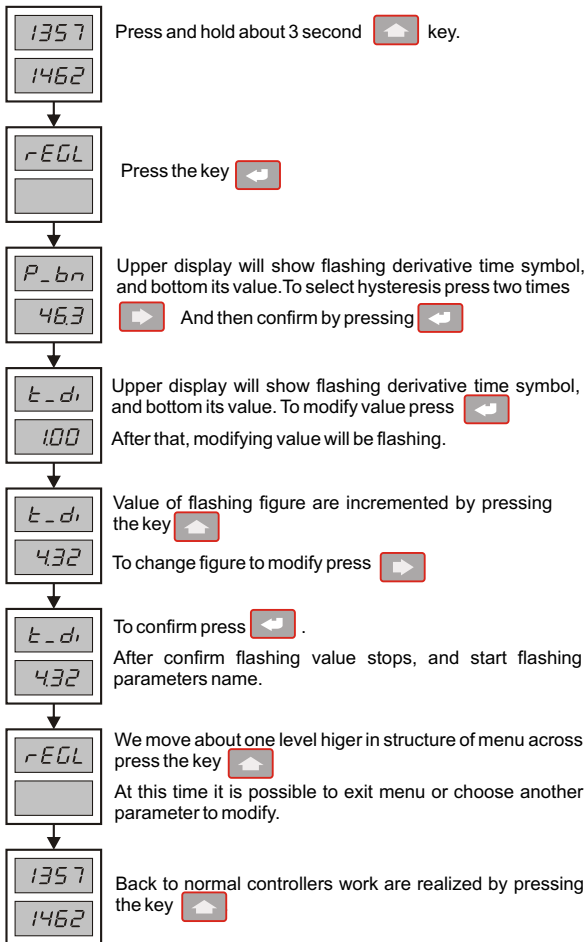 1357
1462
Press and hold about 3 second key.
rEGL
Press the key
P_bn
46.3
Upper display will show flashing derivative time symbol,
and bottom its value.To select hysteresis press two times
And then confirm by pressing
t_di
1.00
Upper display will show flashing derivative time symbol,
and bottom its value. To modify value press
After that, modifying value will be flashing.
t_di
4.32
Value of flashing figure are incremented by pressing
the key
To change figure to modify press
t_di
4.32
To confirm press .
After confirm flashing value stops, and start flashing
parameters name.
rEGL
We move about one level higer in structure of menu across
press the key
At this time it is possible to exit menu or choose another
parameter to modify.
1357
1462
Back to normal controllers work are realized by pressing
the key